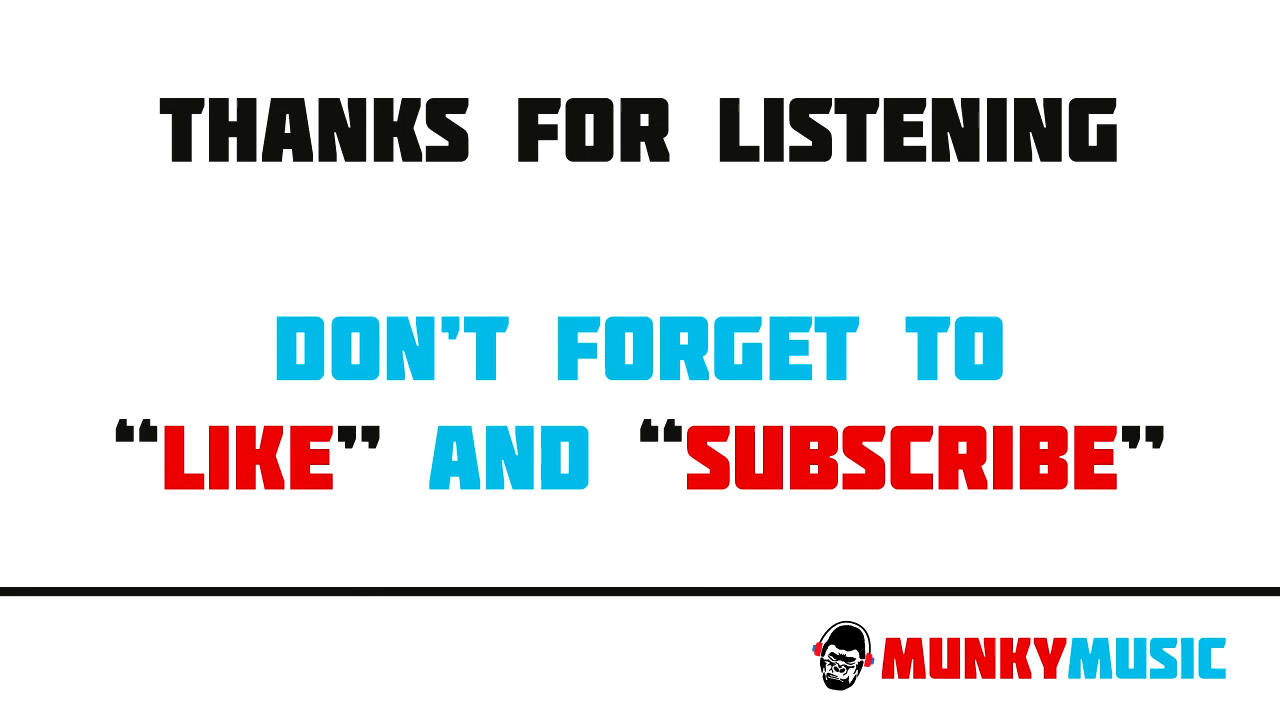 THANKS FOR LISTENING
DON’T FORGET TO
“LIKE” AND “SUBSCRIBE”
MUNKYMUSIC